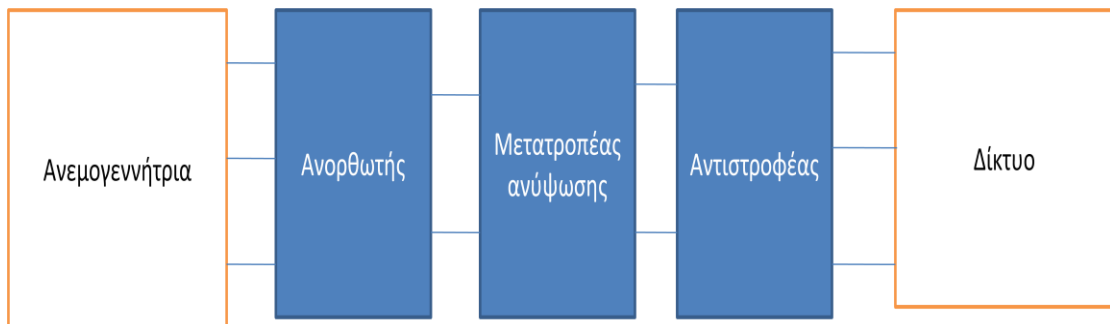 Ανεμογεννήτρια
Ανορθωτής
Μετατροπέας
ανύψωσης
Αντιστροφέας
Δίκτυο